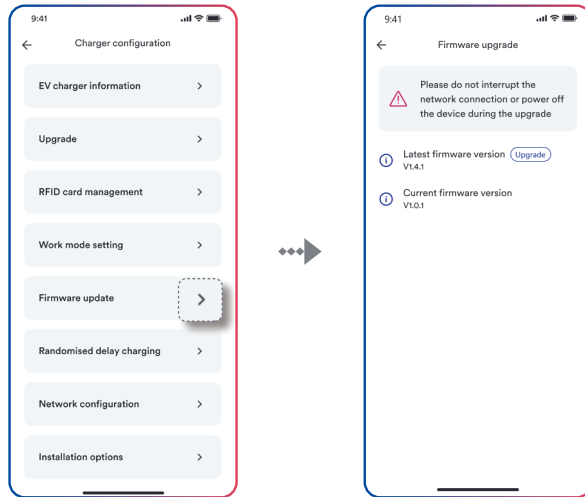 9:41
Charger configuration
EV charger information
Upgrade
RFID card management
Work mode setting
Firmware update
Randomised delay charging
Network configuration
Installation options
9:41
Firmware upgrade
Please do not interrupt the
network connection or power off
the device during the upgrade
Latest firmware version Upgrade
V1.4.1
Current firmware version
V1.0.1